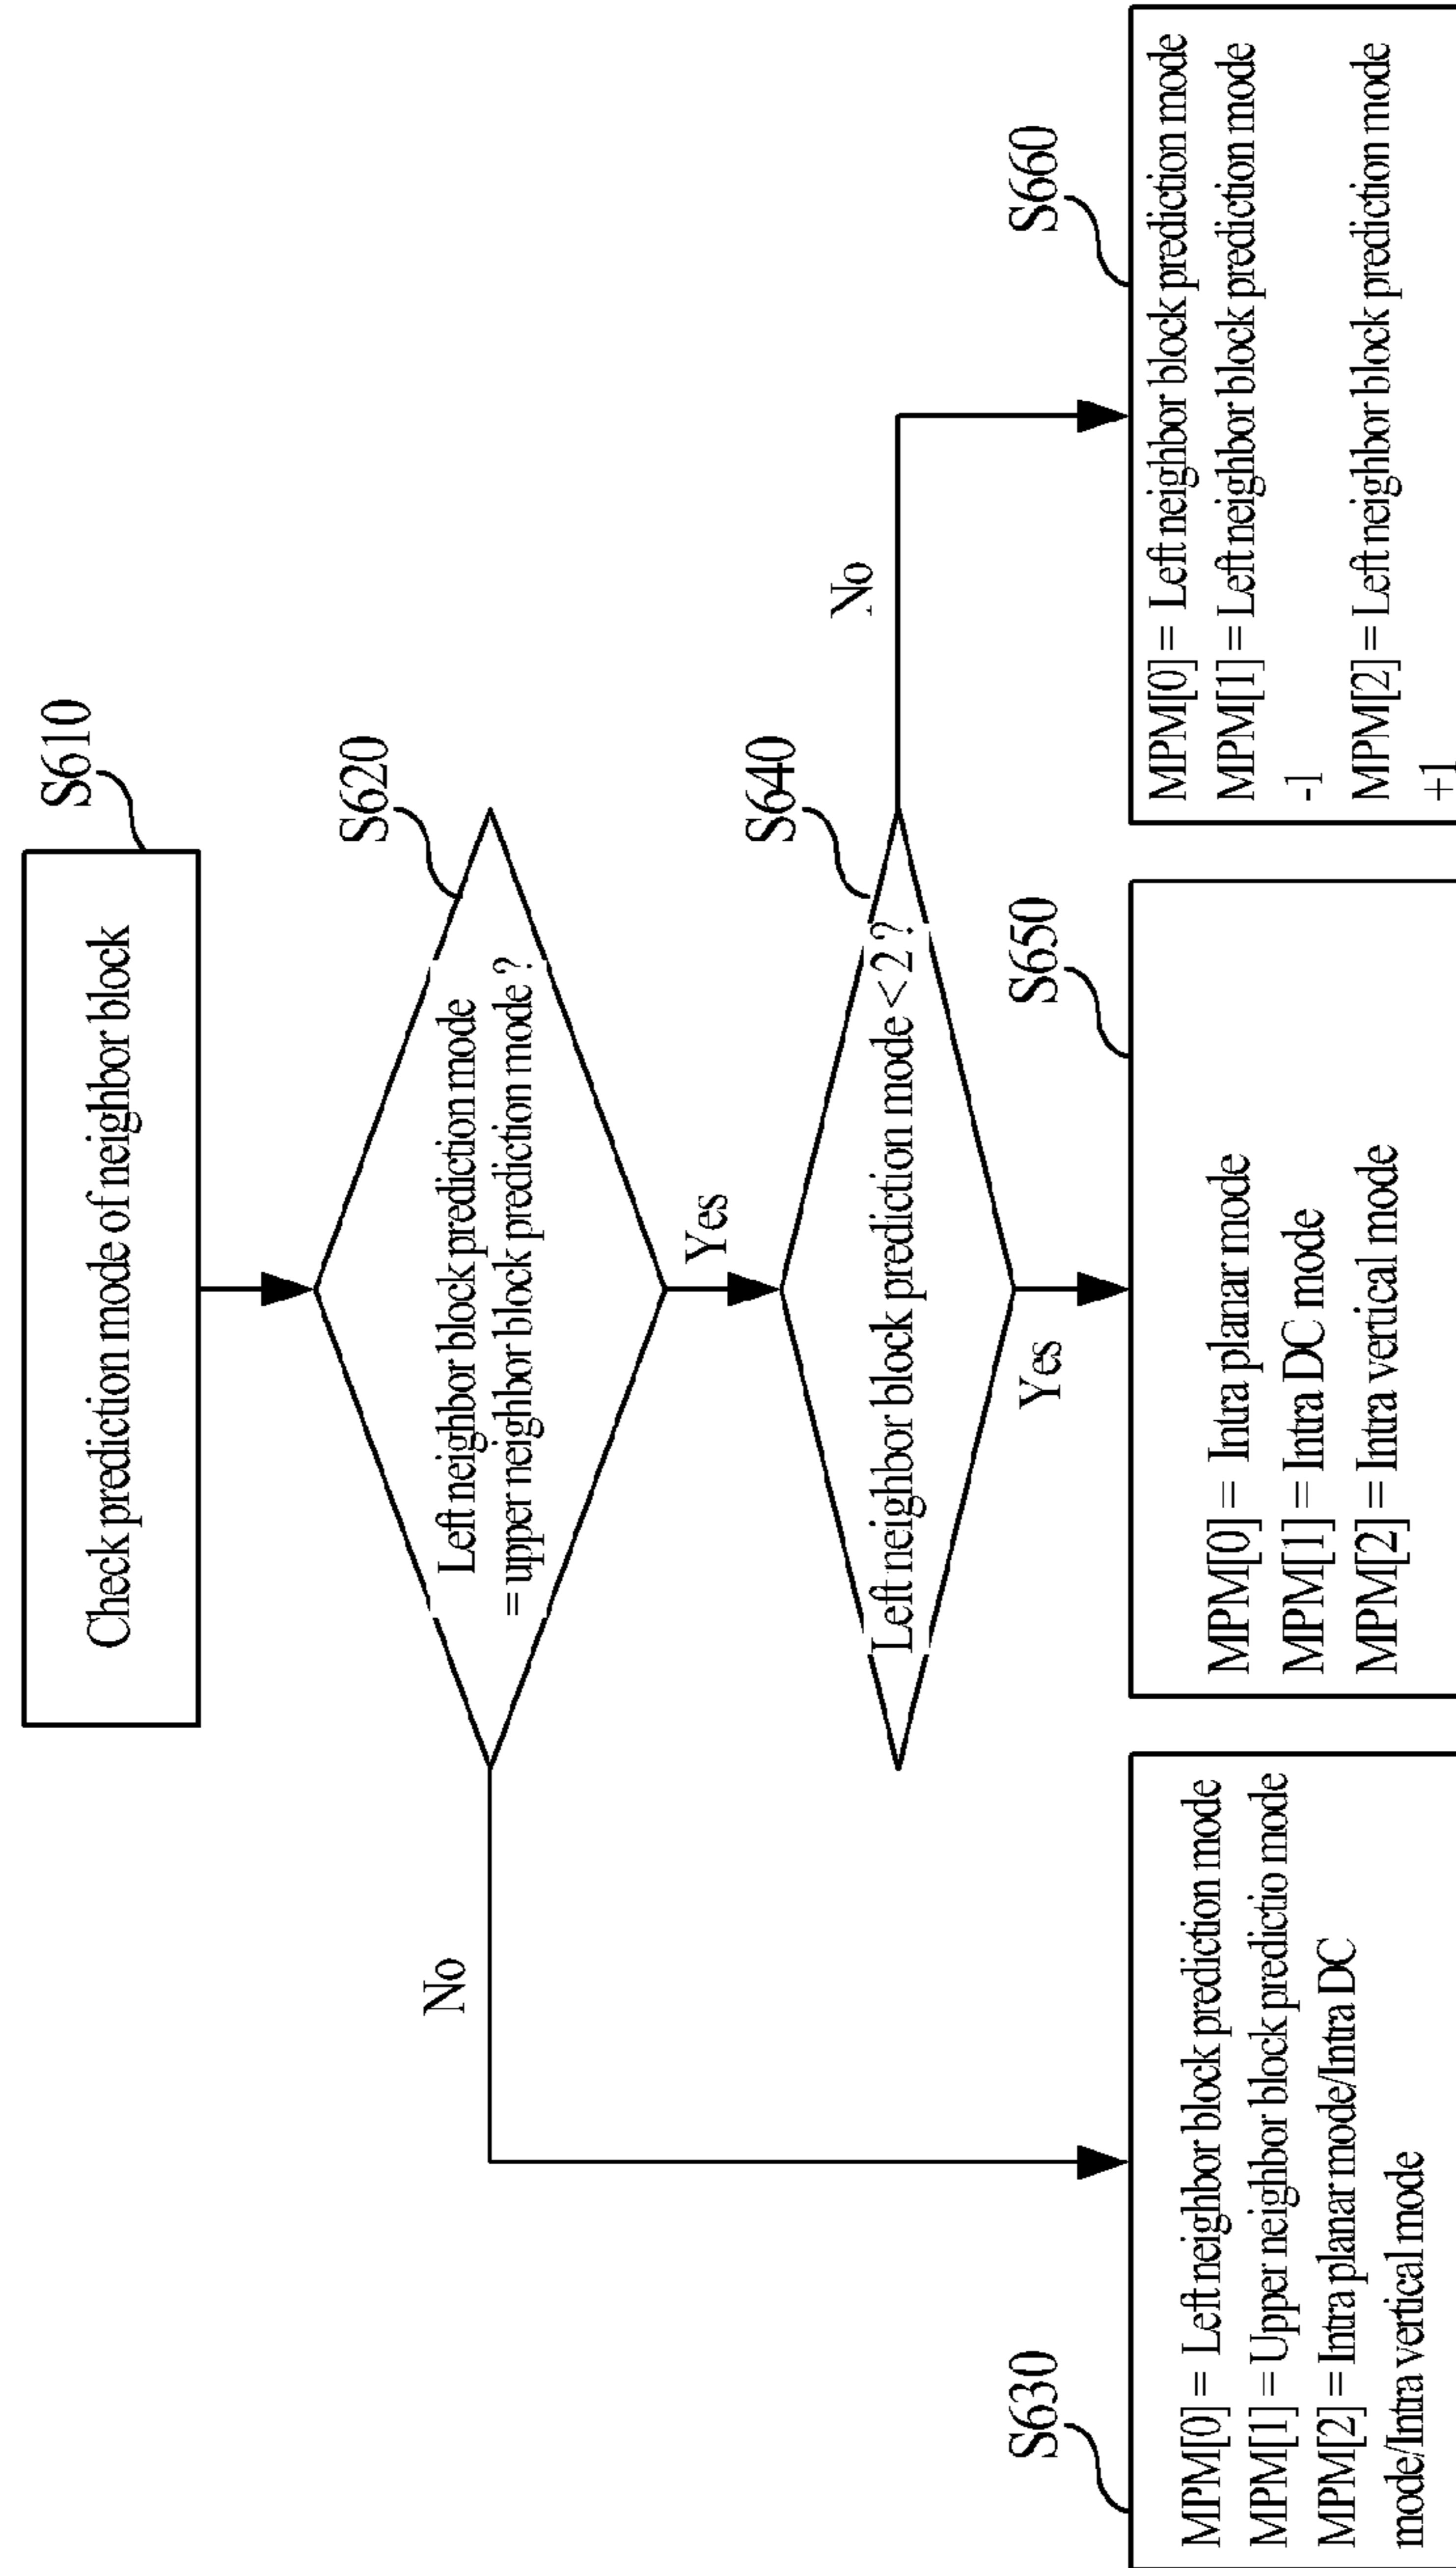 S610
Check prediction mode of neighbor block
S620
Left neighbor block prediction mode
= upper neighbor block prediction mode ?
No
Yes
S640
Left neighbor block prediction mode < 2 ?
No
Yes
S630
MPM[0] = Left neighbor block prediction mode
MPM[1] = Upper neighbor block predictio mode
MPM[2] = Intra planar mode/Intra DC
mode/Intra vertical mode
S650
MPM[0] = Intra planar mode
MPM[1] = Intra DC mode
MPM[2] = Intra vertical mode
S660
MPM[0] = Left neighbor block prediction mode
MPM[1] = Left neighbor block prediction mode
-1
MPM[2] = Left neighbor block prediction mode
+1